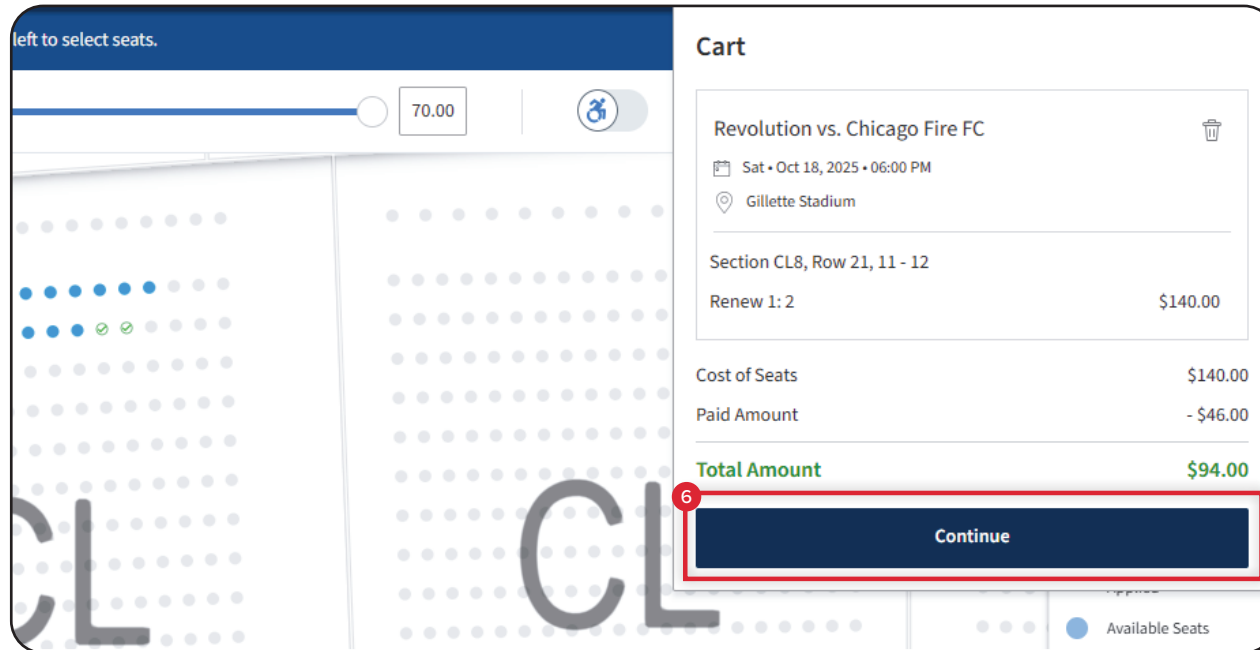 left to select seats.
70.00
Cart
Revolution vs. Chicago Fire FC
Sat • Oct 18, 2025 • 06:00 PM
Gillette Stadium
Section CL8, Row 21, 11 - 12
Renew 1: 2 $140.00
Cost of Seats $140.00
Paid Amount - $46.00
Total Amount $94.00
6
Continue
CL
CL
Applied
Available Seats